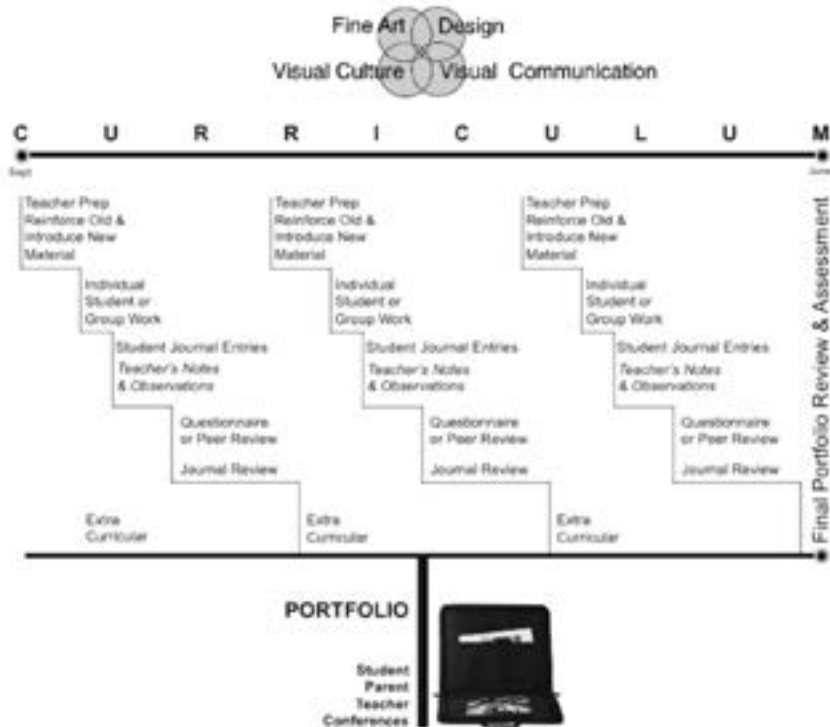 Fine Art Design
Visual Culture Visual Communication
C U R R I C U L U M
Sept June
Teacher Prep
Reinforce Old &
Introduce New
Material
Individual
Student or
Group Work
Student Journal Entries
Teacher's Notes
& Observations
Questionnaire
or Peer Review
Journal Review
Extra
Curricular
Teacher Prep
Reinforce Old &
Introduce New
Material
Individual
Student or
Group Work
Student Journal Entries
Teacher's Notes
& Observations
Questionnaire
or Peer Review
Journal Review
Extra
Curricular
Teacher Prep
Reinforce Old &
Introduce New
Material
Individual
Student or
Group Work
Student Journal Entries
Teacher's Notes
& Observations
Questionnaire
or Peer Review
Journal Review
Extra
Curricular
Final Portfolio Review & Assessment
PORTFOLIO
Student
Parent
Teacher
Conferences